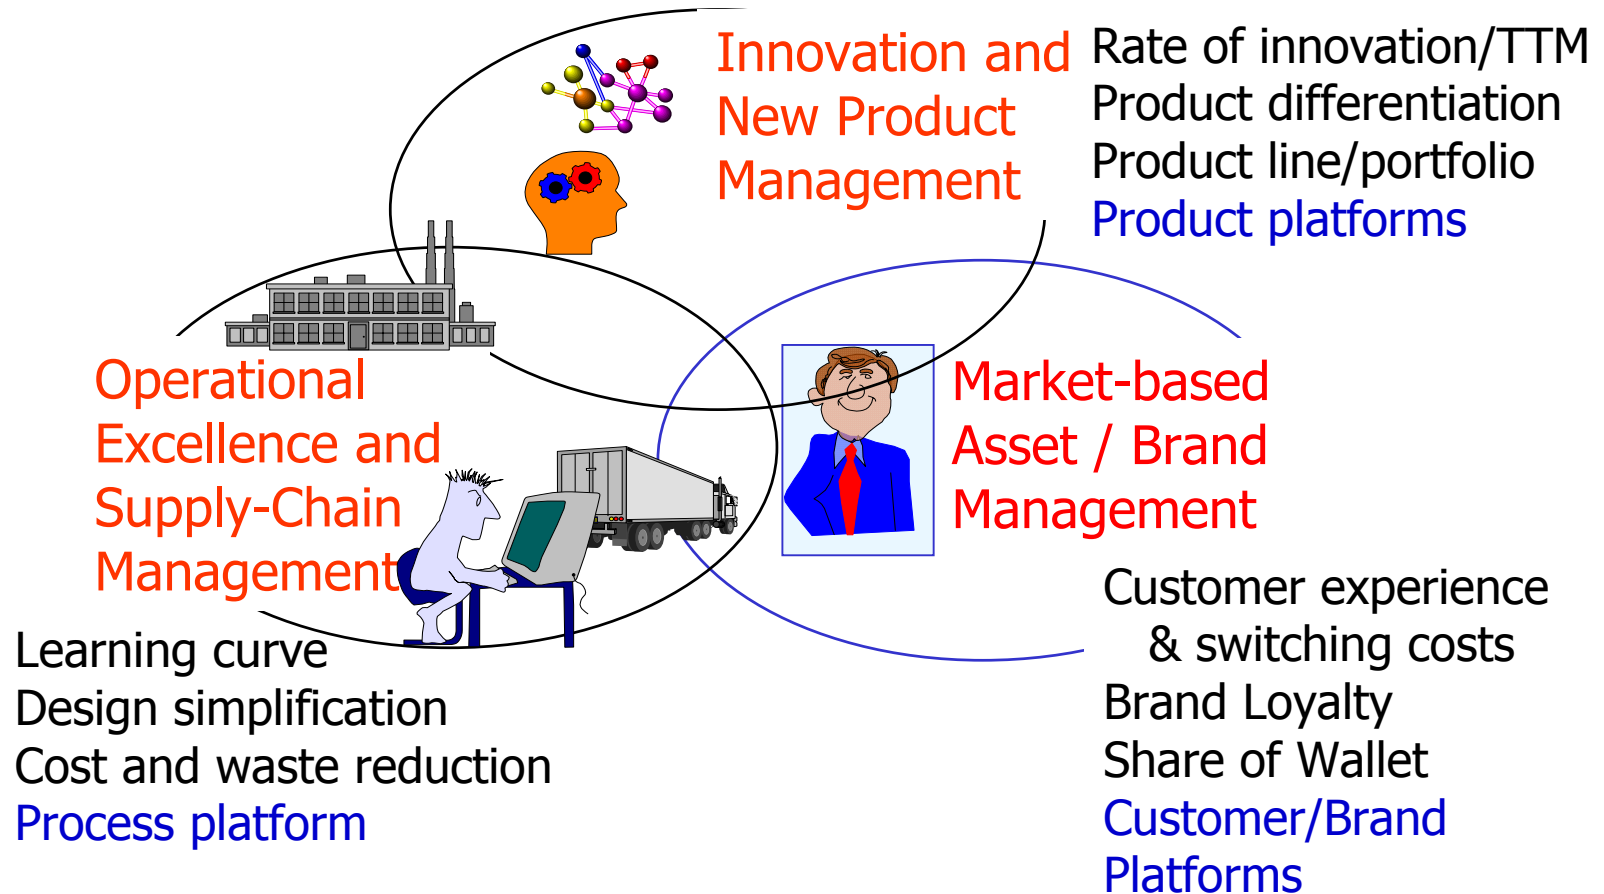 Innovation and
New Product
Management
Rate of innovation/TTM
Product differentiation
Product line/portfolio
Product platforms
Operational
Excellence and
Supply-Chain
Management
Market-based
Asset / Brand
Management
Learning curve
Design simplification
Cost and waste reduction
Process platform
Customer experience
& switching costs
Brand Loyalty
Share of Wallet
Customer/Brand
Platforms